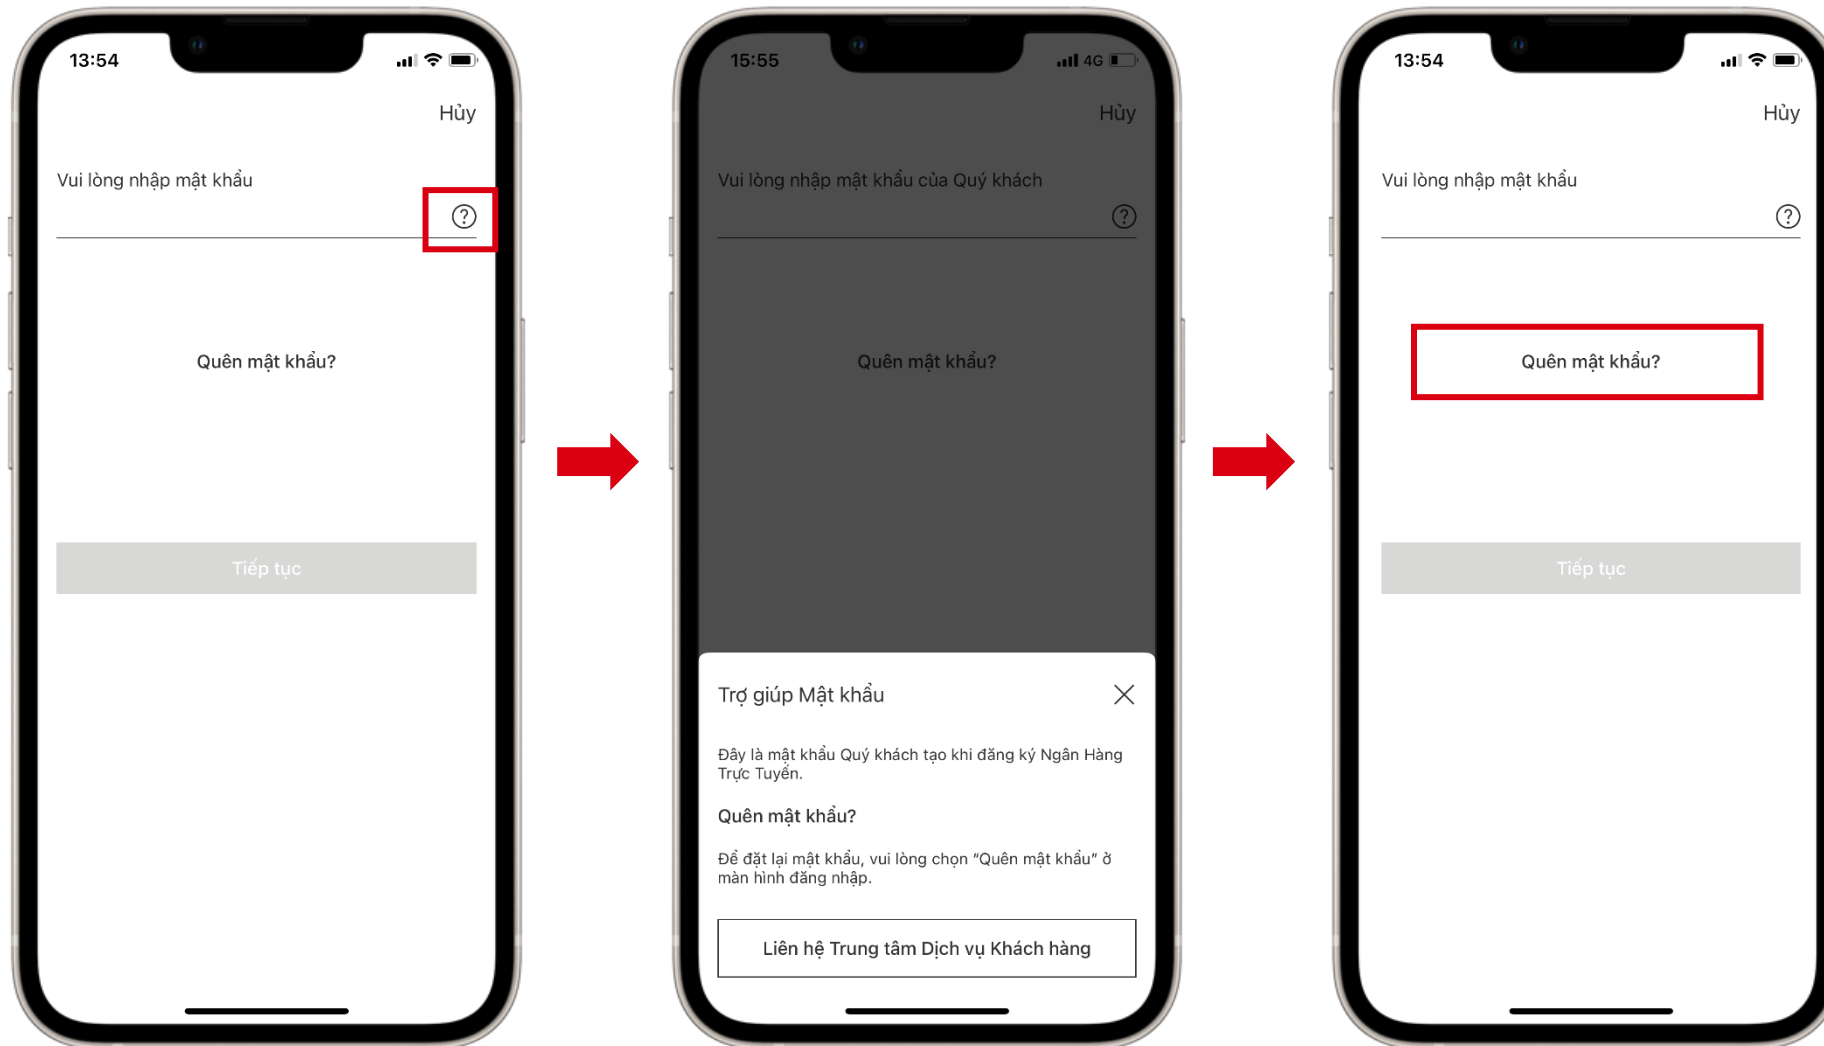 13:54
Hủy
Vui lòng nhập mật khẩu
Quên mật khẩu?
Tiếp tục
15:55
4G
Hủy
Vui lòng nhập mật khẩu của Quý khách
Quên mật khẩu?
Trợ giúp Mật khẩu
Đây là mật khẩu Quý khách tạo khi đăng ký Ngân Hàng
Trực Tuyến.
Quên mật khẩu?
Để đặt lại mật khẩu, vui lòng chọn “Quên mật khẩu” ở
màn hình đăng nhập.
Liên hệ Trung tâm Dịch vụ Khách hàng
13:54
Hủy
Vui lòng nhập mật khẩu
Quên mật khẩu?
Tiếp tục